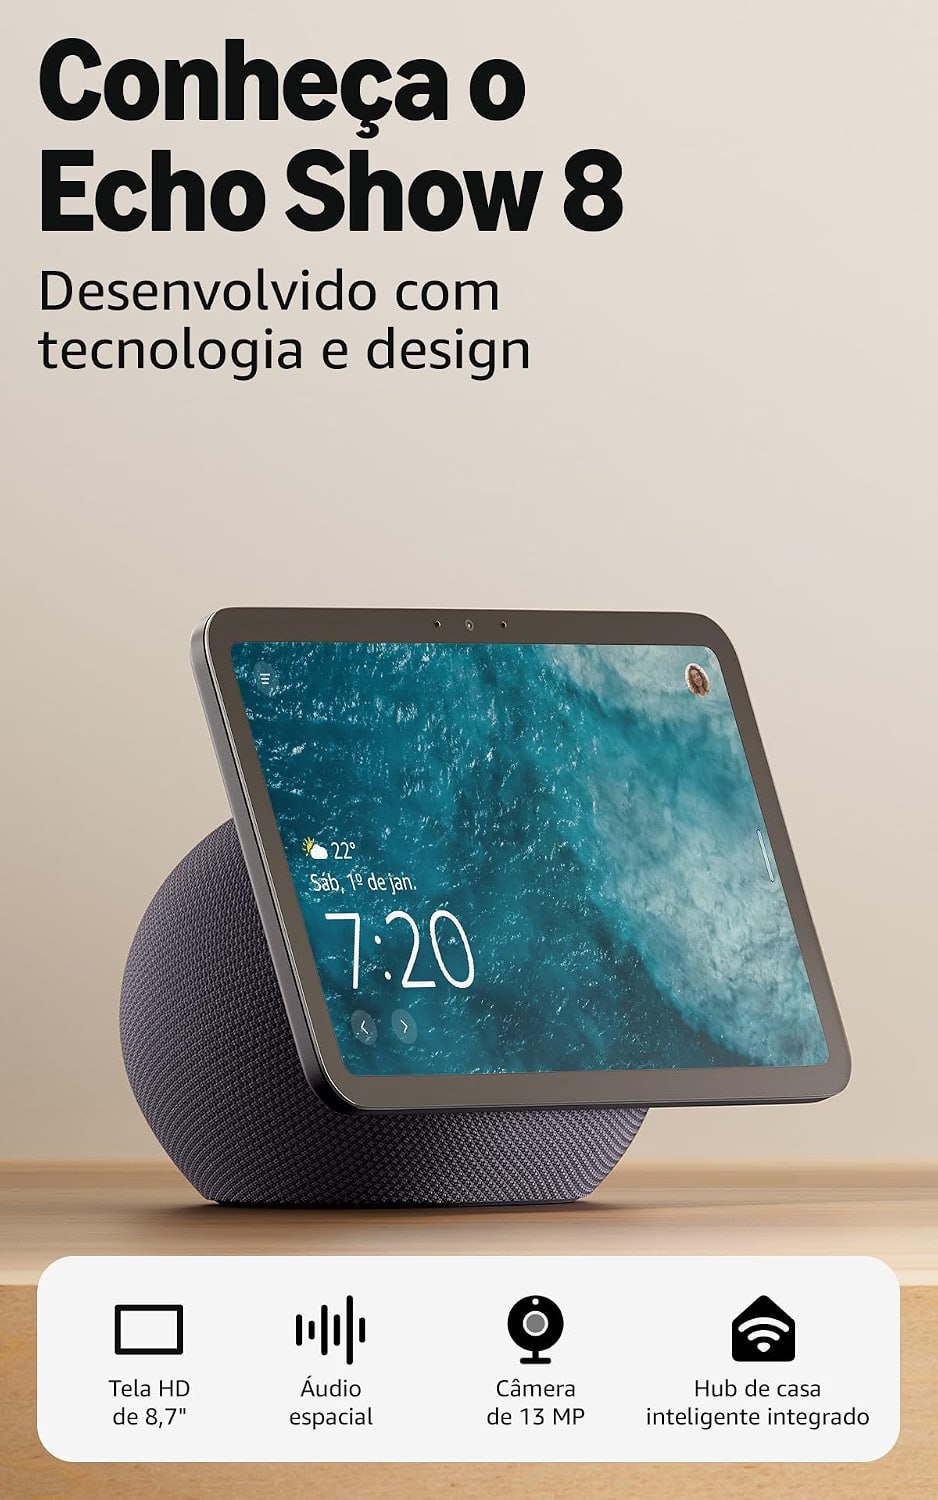 Conheça o
Echo Show 8
Desenvolvido com
tecnologia e design
22°
Sáb, 1º de jan.
7:20
Tela HD
de 8,7"
Áudio
espacial
Câmera
de 13 MP
Hub de casa
inteligente integrado